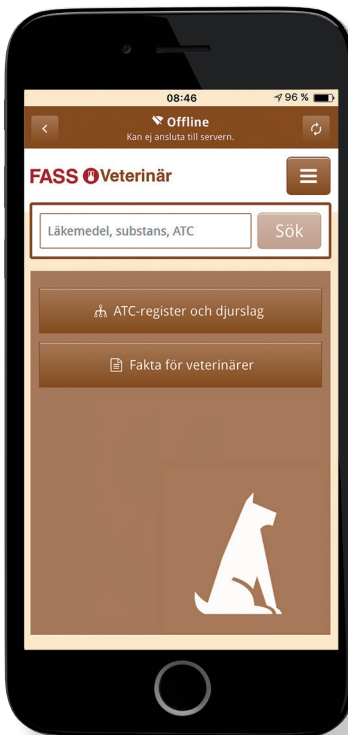 08:46
96 %
Offline
Kan ej ansluta till servern.
FASS Veterinär
Läkemedel, substans, ATC
Sök
ATC-register och djurslag
Fakta för veterinärer